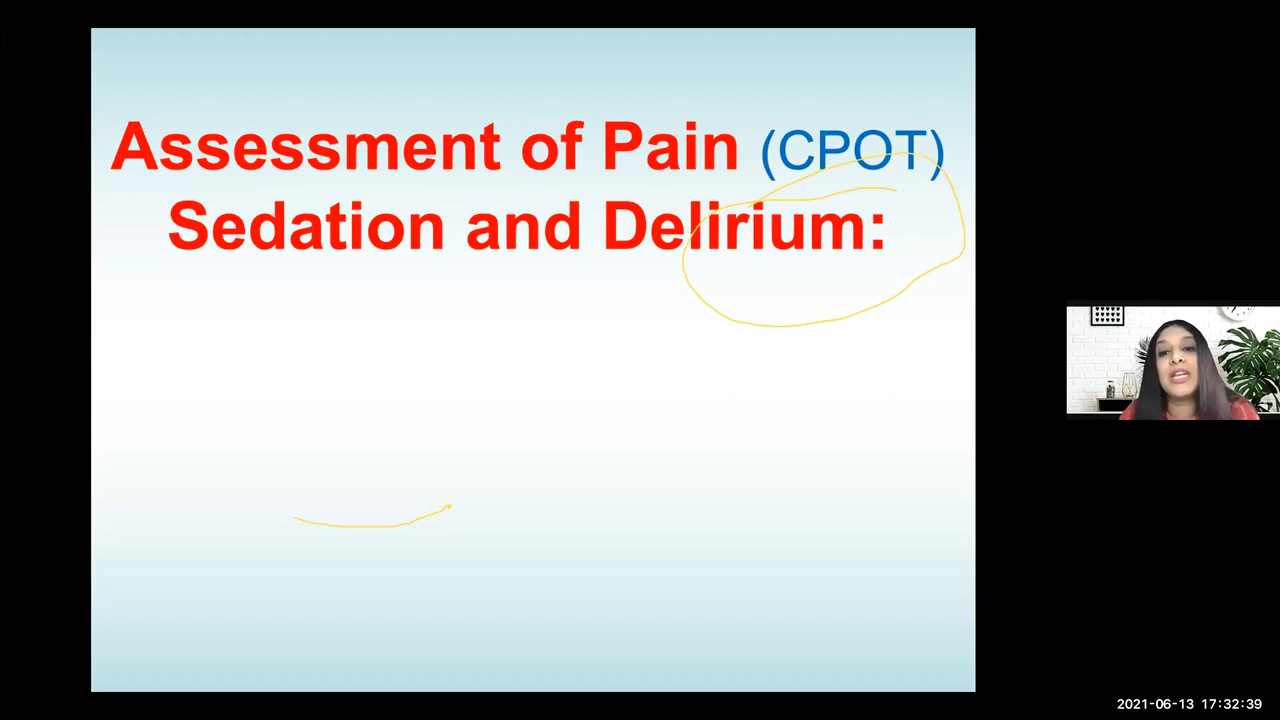 Assessment of Pain (CPOT)
Sedation and Delirium:
2021-06-13 17:32:39